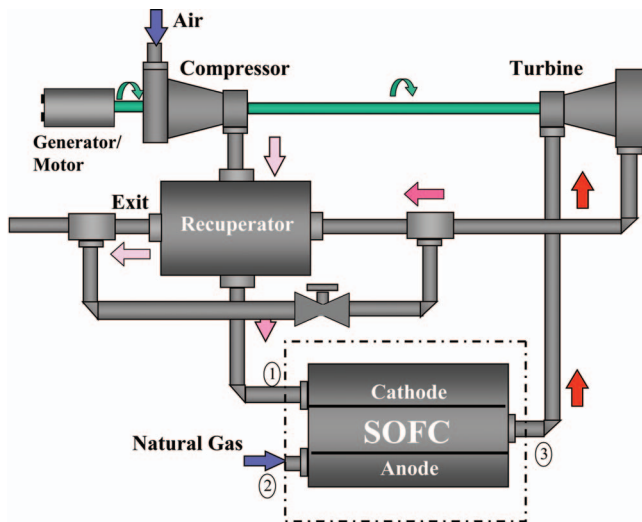 Air
Compressor
Turbine
Generator/
Motor
Exit
Recuperator
1
Cathode
SOFC
Natural Gas
Anode
2
3